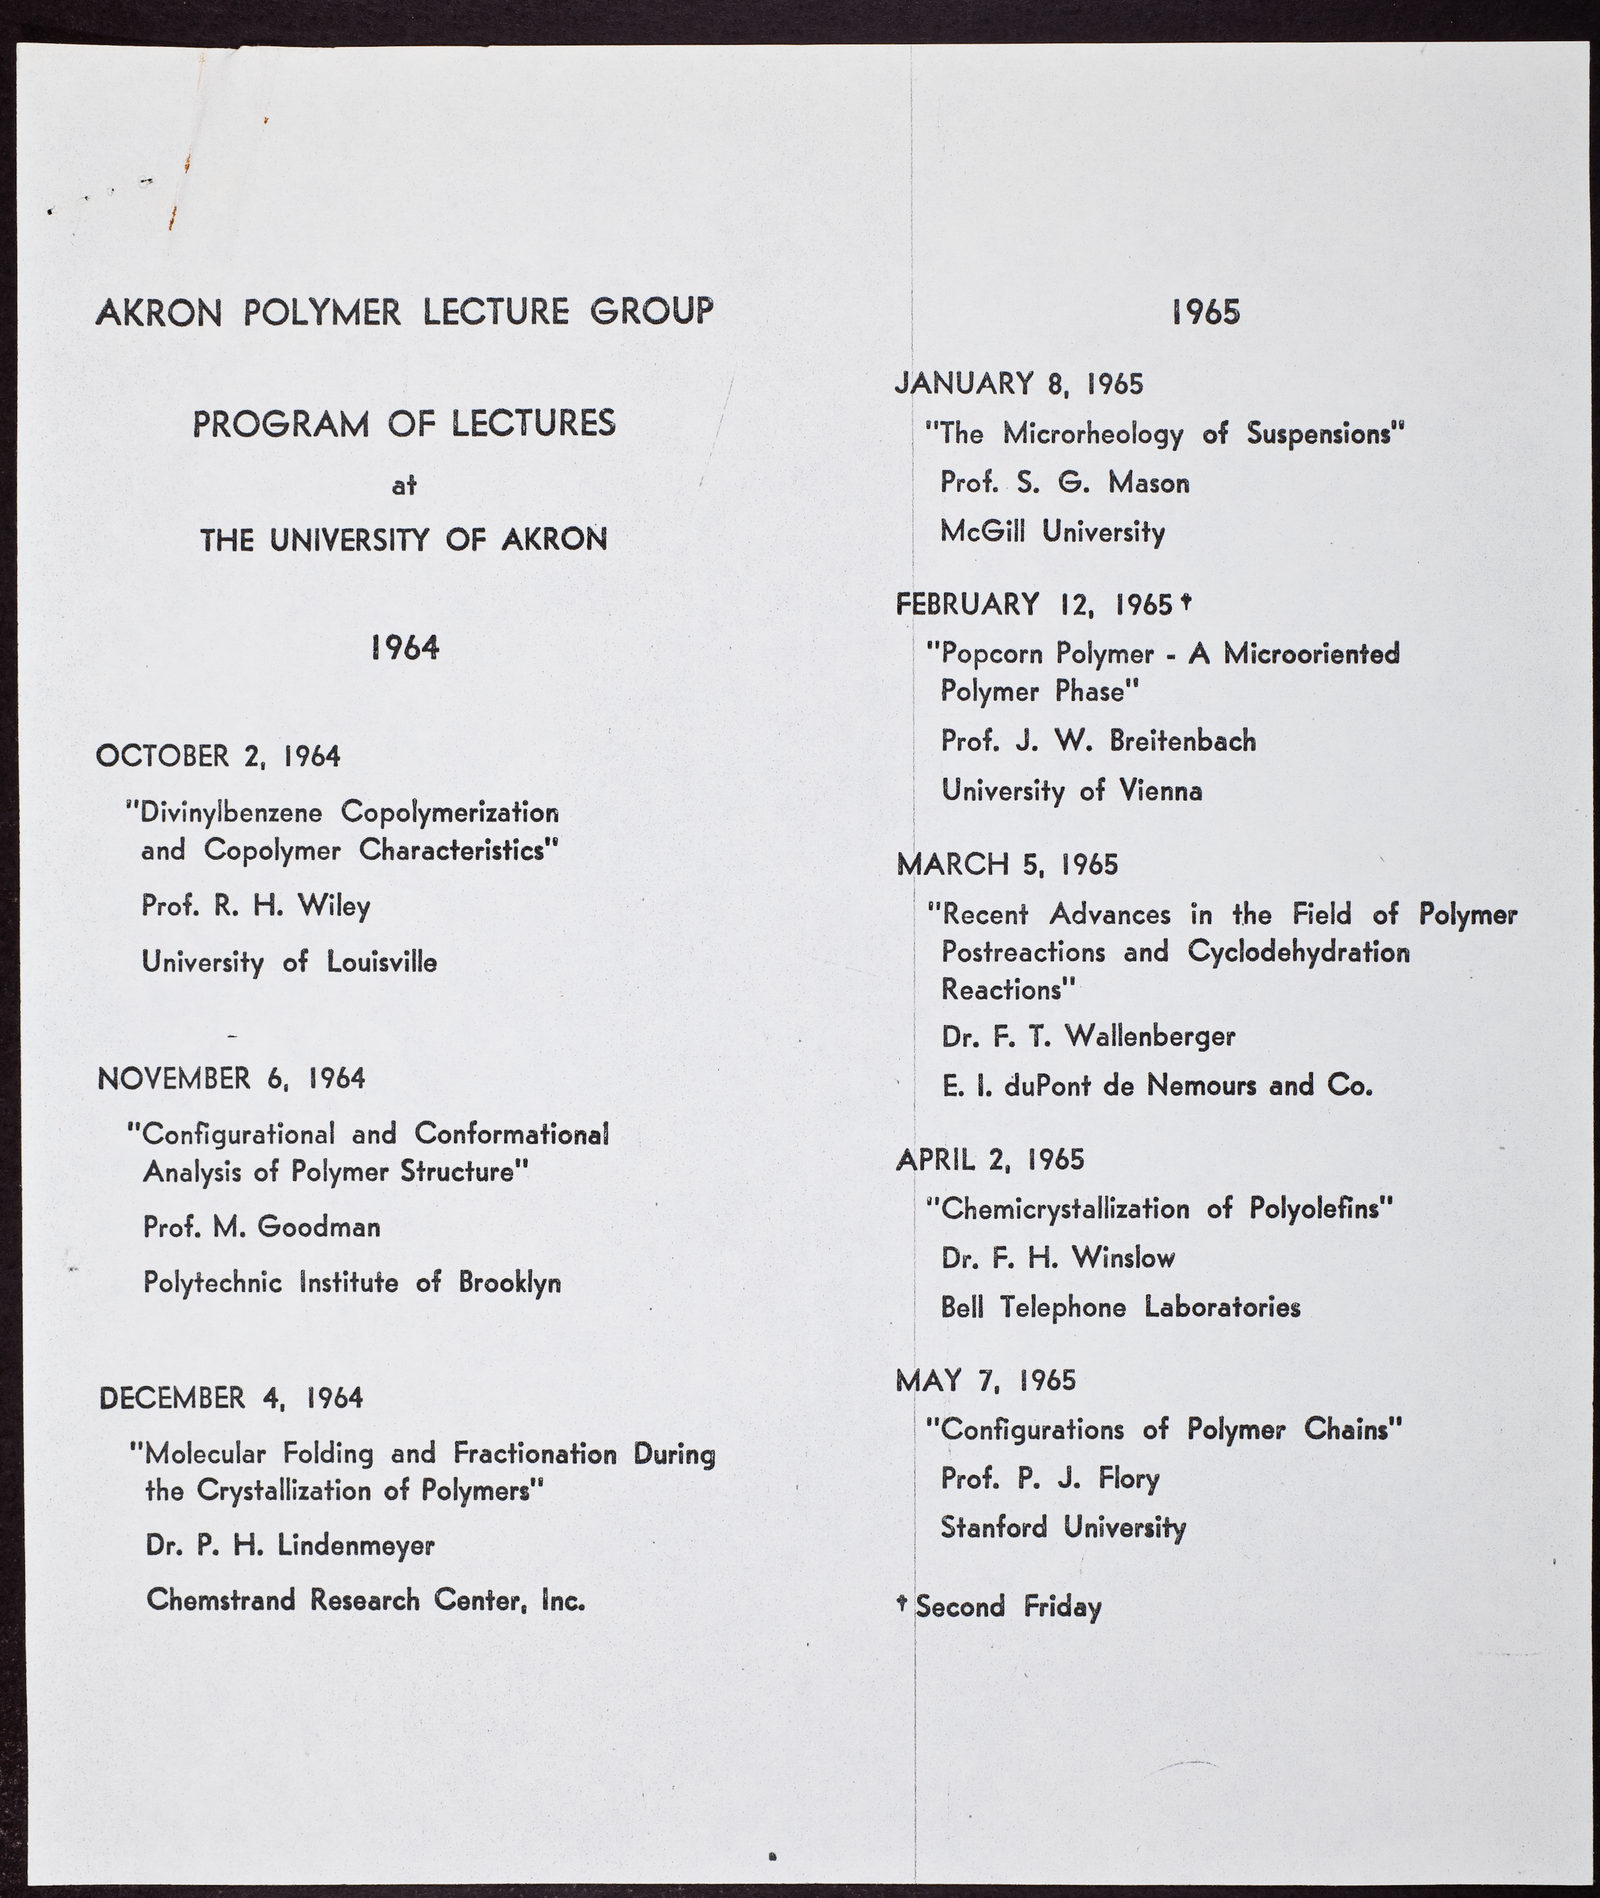 AKRON POLYMER LECTURE GROUP
PROGRAM OF LECTURES
at
THE UNIVERSITY OF AKRON
1964
OCTOBER 2, 1964
"Divinylbenzene Copolymerization
and Copolymer Characteristics"
Prof. R. H. Wiley
University of Louisville
NOVEMBER 6, 1964
"Configurational and Conformational
Analysis of Polymer Structure"
Prof. M. Goodman
Polytechnic Institute of Brooklyn
DECEMBER 4, 1964
"Molecular Folding and Fractionation During
the Crystallization of Polymers"
Dr. P. H. Lindenmeyer
Chemstrand Research Center, Inc.
1965
JANUARY 8, 1965
"The Microrheology of Suspensions"
Prof. S. G. Mason
McGill University
FEBRUARY 12, 1965†
"Popcorn Polymer - A Microoriented
Polymer Phase"
Prof. J. W. Breitenbach
University of Vienna
MARCH 5, 1965
"Recent Advances in the Field of Polymer
Postreactions and Cyclodehydration
Reactions"
Dr. F. T. Wallenberger
E. I. duPont de Nemours and Co.
APRIL 2, 1965
"Chemicrystallization of Polyolefins"
Dr. F. H. Winslow
Bell Telephone Laboratories
MAY 7, 1965
"Configurations of Polymer Chains"
Prof. P. J. Flory
Stanford University
†Second Friday